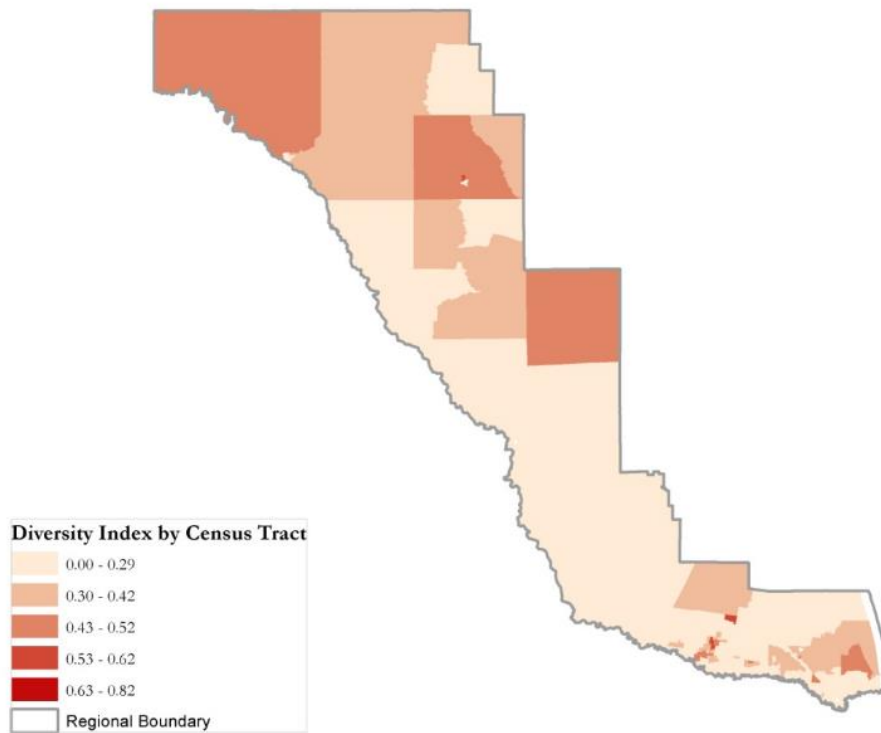 Diversity Index by Census Tract
0.00 - 0.29
0.30 - 0.42
0.43 - 0.52
0.53 - 0.62
0.63 - 0.82
Regional Boundary